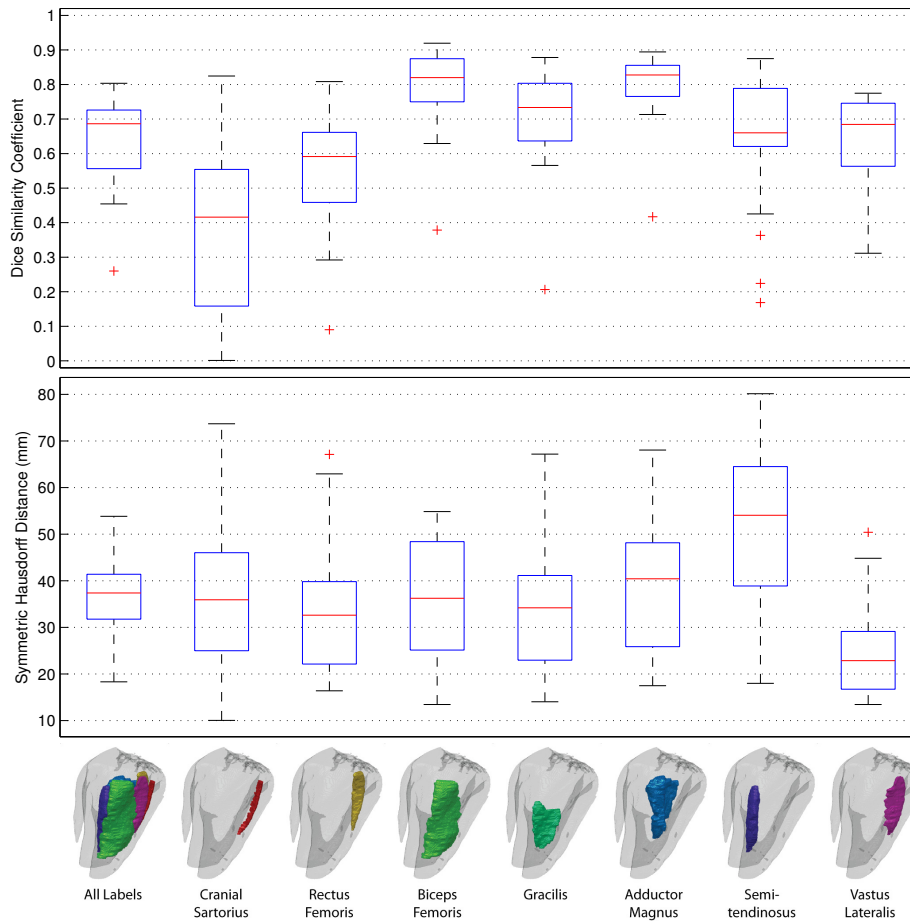 1
0.9
0.8
0.7
0.6
0.5
0.4
0.3
0.2
0.1
0
Dice Similarity Coefficient
80
70
60
50
40
30
20
10
Symmetric Hausdorff Distance (mm)
All Labels
Cranial
Sartorius
Rectus
Femoris
Biceps
Femoris
Gracilis
Adductor
Magnus
Semi-
tendinosus
Vastus
Lateralis